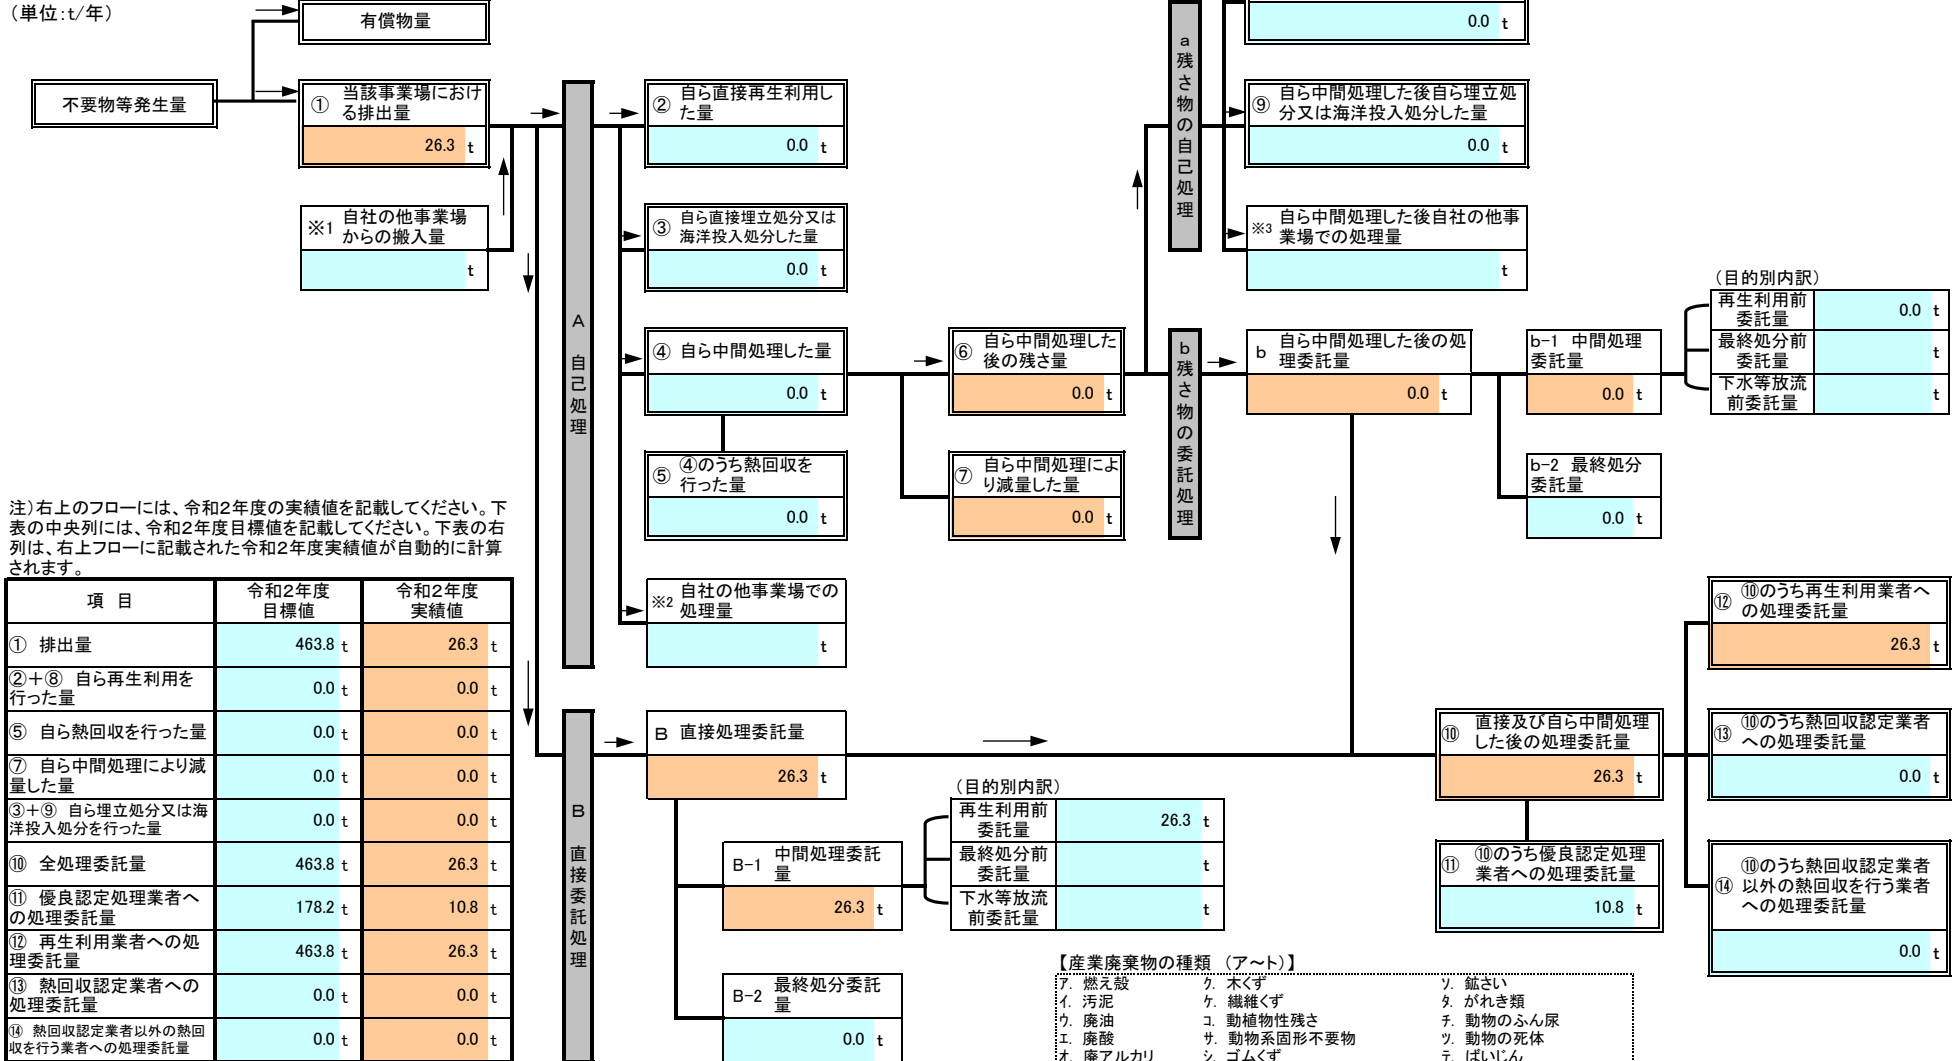 （単位：t/年）
有償物量
不要物等発生量
① 当該事業場におけ
る排出量
26.3 t
※1 自社の他事業場
からの搬入量
t
A 自己処理
② 自ら直接再生利用し
た量
0.0 t
③ 自ら直接埋立処分又は
海洋投入処分した量
0.0 t
④ 自ら中間処理した量
0.0 t
⑤ ④のうち熱回収を
行った量
0.0 t
※2 自社の他事業場での
処理量
t
⑥ 自ら中間処理した
後の残さ量
0.0 t
⑦ 自ら中間処理によ
り減量した量
0.0 t
a 残さ物の自己処理
0.0 t
⑨ 自ら中間処理した後自ら埋立処
分又は海洋投入処分した量
0.0 t
※3 自ら中間処理した後自社の他事
業場での処理量
t
b 残さ物の委託処理
b 自ら中間処理した後の処
理委託量
0.0 t
b-1 中間処理
委託量
0.0 t
b-2 最終処分
委託量
0.0 t
（目的別内訳）
再生利用前
委託量
0.0 t
最終処分前
委託量
t
下水等放流
前委託量
t
注）右上のフローには、令和２年度の実績値を記載してください。下
表の中央列には、令和２年度目標値を記載してください。下表の右
列は、右上フローに記載された令和２年度実績値が自動的に計算
されます。
項 目
令和２年度
目標値
令和２年度
実績値
① 排出量
463.8 t 26.3 t
②＋⑧ 自ら再生利用を
行った量
0.0 t 0.0 t
⑤ 自ら熱回収を行った量
0.0 t 0.0 t
⑦ 自ら中間処理により減
量した量
0.0 t 0.0 t
③＋⑨ 自ら埋立処分又は海
洋投入処分を行った量
0.0 t 0.0 t
⑩ 全処理委託量
463.8 t 26.3 t
⑪ 優良認定処理業者へ
の処理委託量
178.2 t 10.8 t
⑫ 再生利用業者への処
理委託量
463.8 t 26.3 t
⑬ 熱回収認定業者への
処理委託量
0.0 t 0.0 t
⑭ 熱回収認定業者以外の熱回
収を行う業者への処理委託量
0.0 t 0.0 t
B 直接委託処理
B 直接処理委託量
26.3 t
B-1 中間処理委託
量
26.3 t
B-2 最終処分委託
量
0.0 t
（目的別内訳）
再生利用前
委託量
26.3 t
最終処分前
委託量
t
下水等放流
前委託量
t
⑩ 直接及び自ら中間処理
した後の処理委託量
26.3 t
⑪ ⑩のうち優良認定処理
業者への処理委託量
10.8 t
⑫ ⑩のうち再生利用業者へ
の処理委託量
26.3 t
⑬ ⑩のうち熱回収認定業者
への処理委託量
0.0 t
⑭ ⑩のうち熱回収認定業者
以外の熱回収を行う業者
への処理委託量
0.0 t
【産業廃棄物の種類 （ア～ト）】
ｱ. 燃え殻 ｸ. 木くず ｿ. 鉱さい
ｲ. 汚泥 ｹ. 繊維くず ﾀ. がれき類
ｳ. 廃油 ｺ. 動植物性残さ ﾁ. 動物のふん尿
ｴ. 廃酸 ｻ. 動物系固形不要物 ﾂ. 動物の死体
ｵ. 廃アルカリ ｼ. ゴムくず ﾃ. ばいじん